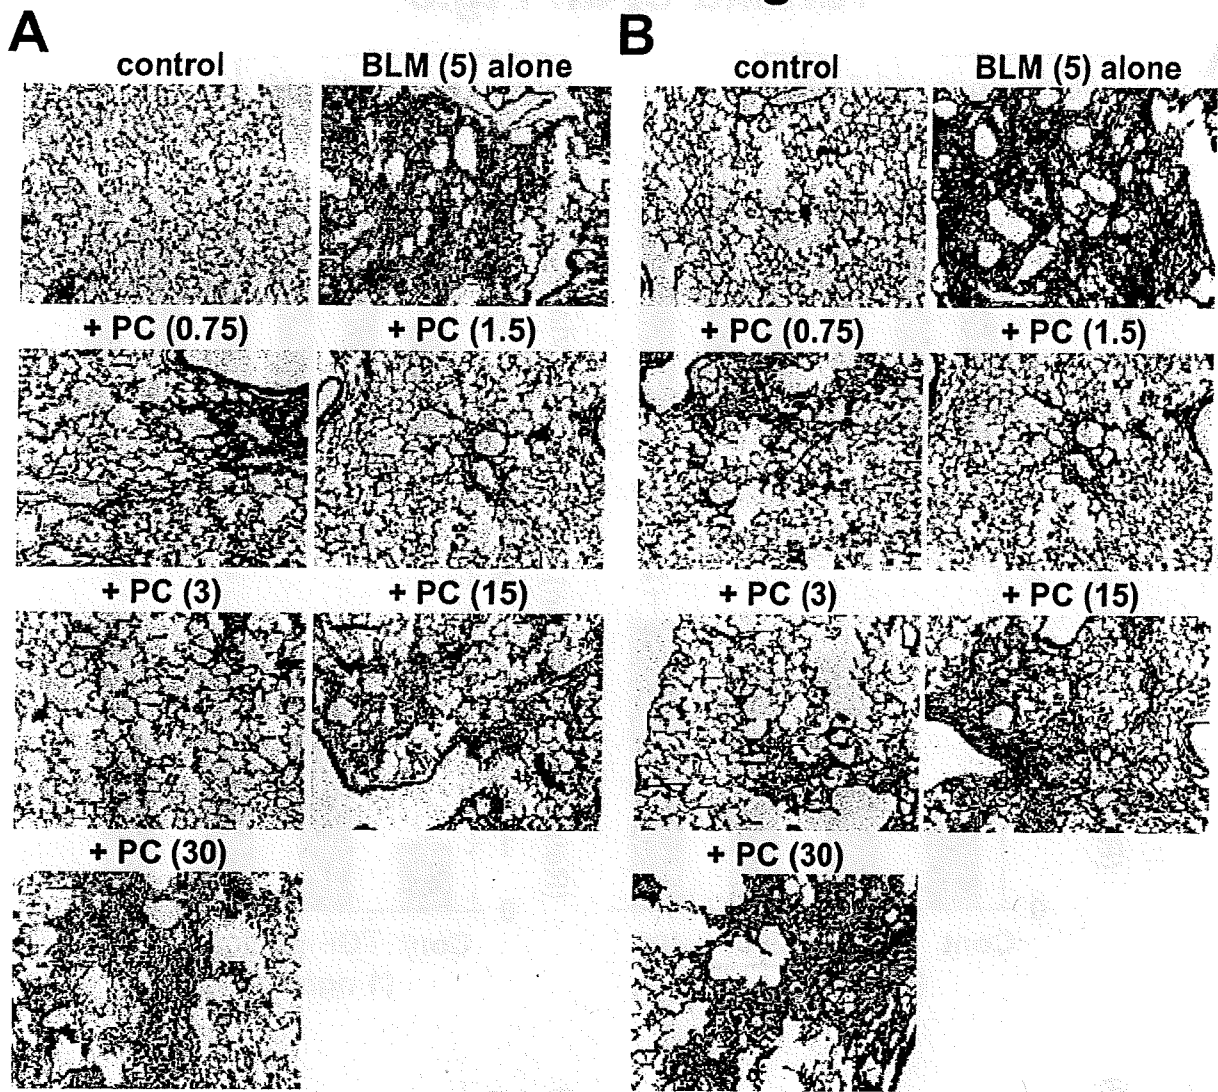 A B
control BLM (5) alone control BLM (5) alone
+ PC (0.75) + PC (1.5) + PC (0.75) + PC (1.5)
+ PC (3) + PC (15) + PC (3) + PC (15)
+ PC (30) + PC (30)